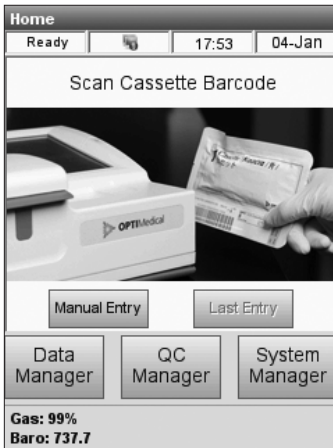 Home
Ready 17:53 04-Jan
Scan Cassette Barcode
OPTIMedical
Manual Entry Last Entry
Data Manager QC Manager System Manager
Gas: 99%
Baro: 737.7